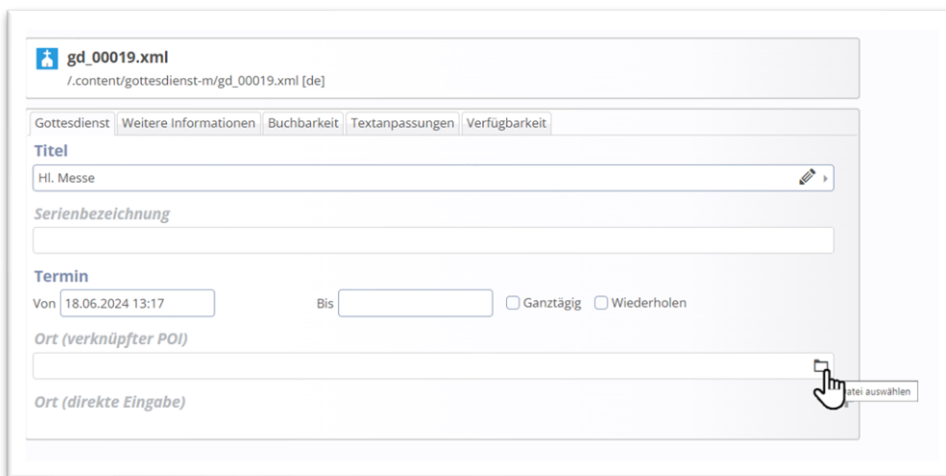 gd_00019.xml
/.content/gottesdienst-m/gd_00019.xml [de]
Gottesdienst Weitere Informationen Buchbarkeit Textanpassungen Verfügbarkeit
Titel
Hl. Messe
Serienbezeichnung
Termin
Von 18.06.2024 13:17 Bis Ganztägig Wiederholen
Ort (verknüpfter POI)
auswählen
Ort (direkte Eingabe)